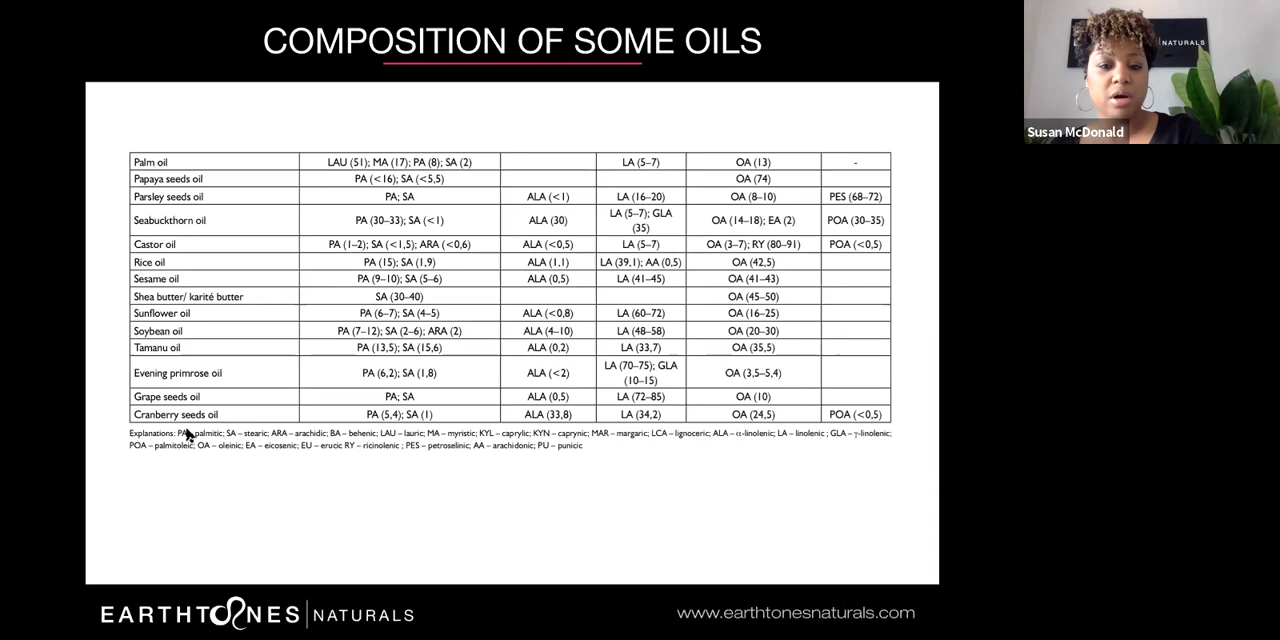 COMPOSITION OF SOME OILS
NATURALS
Susan McDonald
Palm oil LAU (51); MA (17); PA (8); SA (2) LA (5–7) OA (13) -
Papaya seeds oil PA (<16); SA (<5,5) OA (74)
Parsley seeds oil PA; SA ALA (<1) LA (16–20) OA (8–10) PES (68–72)
Seabuckthorn oil PA (30–33); SA (<1) ALA (30) LA (5–7); GLA (35) OA (14–18); EA (2) POA (30–35)
Castor oil PA (1–2); SA (<1,5); ARA (<0,6) ALA (<0,5) LA (5–7) OA (3–7); RY (80–91) POA (<0,5)
Rice oil PA (15); SA (1,9) ALA (1,1) LA (39,1); AA (0,5) OA (42,5)
Sesame oil PA (9–10); SA (5–6) ALA (0,5) LA (41–45) OA (41–43)
Shea butter/ karité butter SA (30–40) OA (45–50)
Sunflower oil PA (6–7); SA (4–5) ALA (<0,8) LA (60–72) OA (16–25)
Soybean oil PA (7–12); SA (2–6); ARA (2) ALA (4–10) LA (48–58) OA (20–30)
Tamanu oil PA (13,5); SA (15,6) ALA (0,2) LA (33,7) OA (35,5)
Evening primrose oil PA (6,2); SA (1,8) ALA (<2) LA (70–75); GLA (10–15) OA (3,5–5,4)
Grape seeds oil PA; SA ALA (0,5) LA (72–85) OA (10)
Cranberry seeds oil PA (5,4); SA (1) ALA (33,8) LA (34,2) OA (24,5) POA (<0,5)
Explanations: palmitic; SA – stearic; ARA – arachidic; BA – behenic; LAU – lauric; MA – myristic; KYL – caprylic; KYN – caprynic; MAR – margaric; LCA – lignoceric; ALA – α-linolenic; LA – linolenic ; GLA – γ-linolenic;
POA – palmitoleic; OA – oleinic; EA – eicosenic; EU – erucic RY – ricinolenic ; PES – petroselinic; AA – arachidonic; PU – punicic
EARTHTONES NATURALS
www.earthtonesnaturals.com